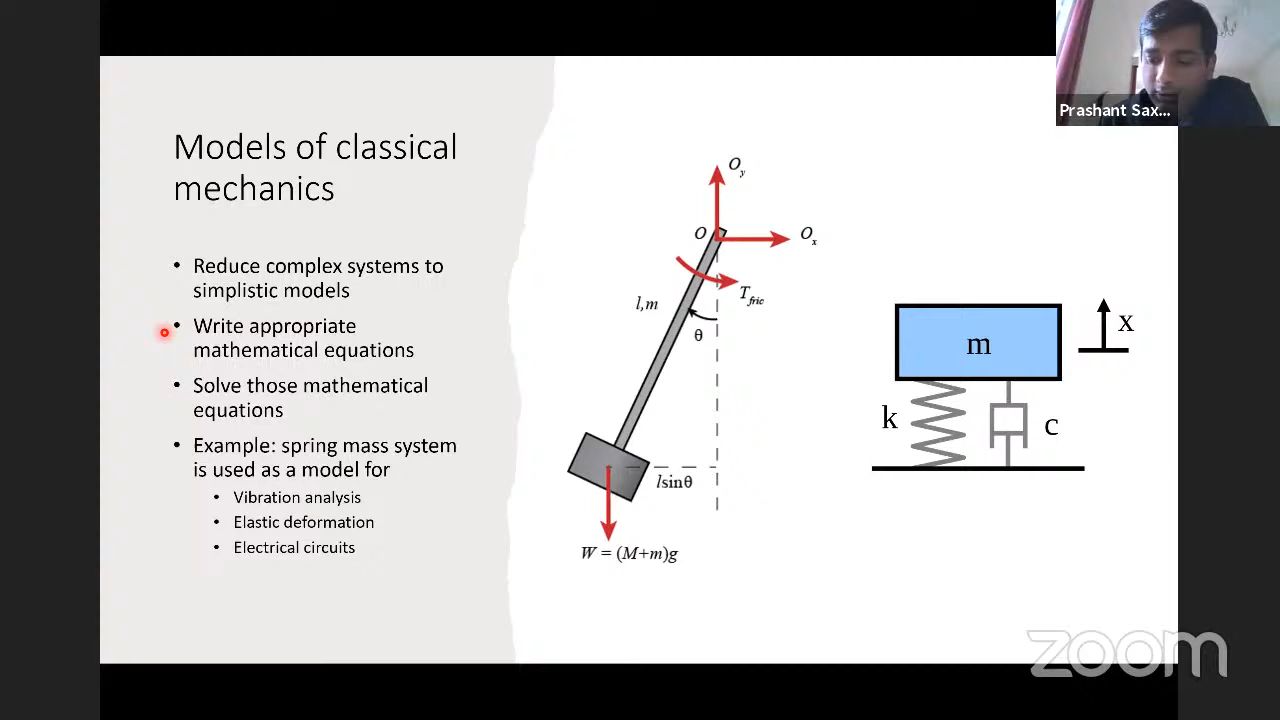 Prashant Sax...
Models of classical
mechanics
• Reduce complex systems to
simplistic models
• Write appropriate
mathematical equations
• Solve those mathematical
equations
• Example: spring mass system
is used as a model for
• Vibration analysis
• Elastic deformation
• Electrical circuits
O_y
O
O_x
T_fric
l,m
θ
lsinθ
W = (M+m)g
m
x
k
c
zoom